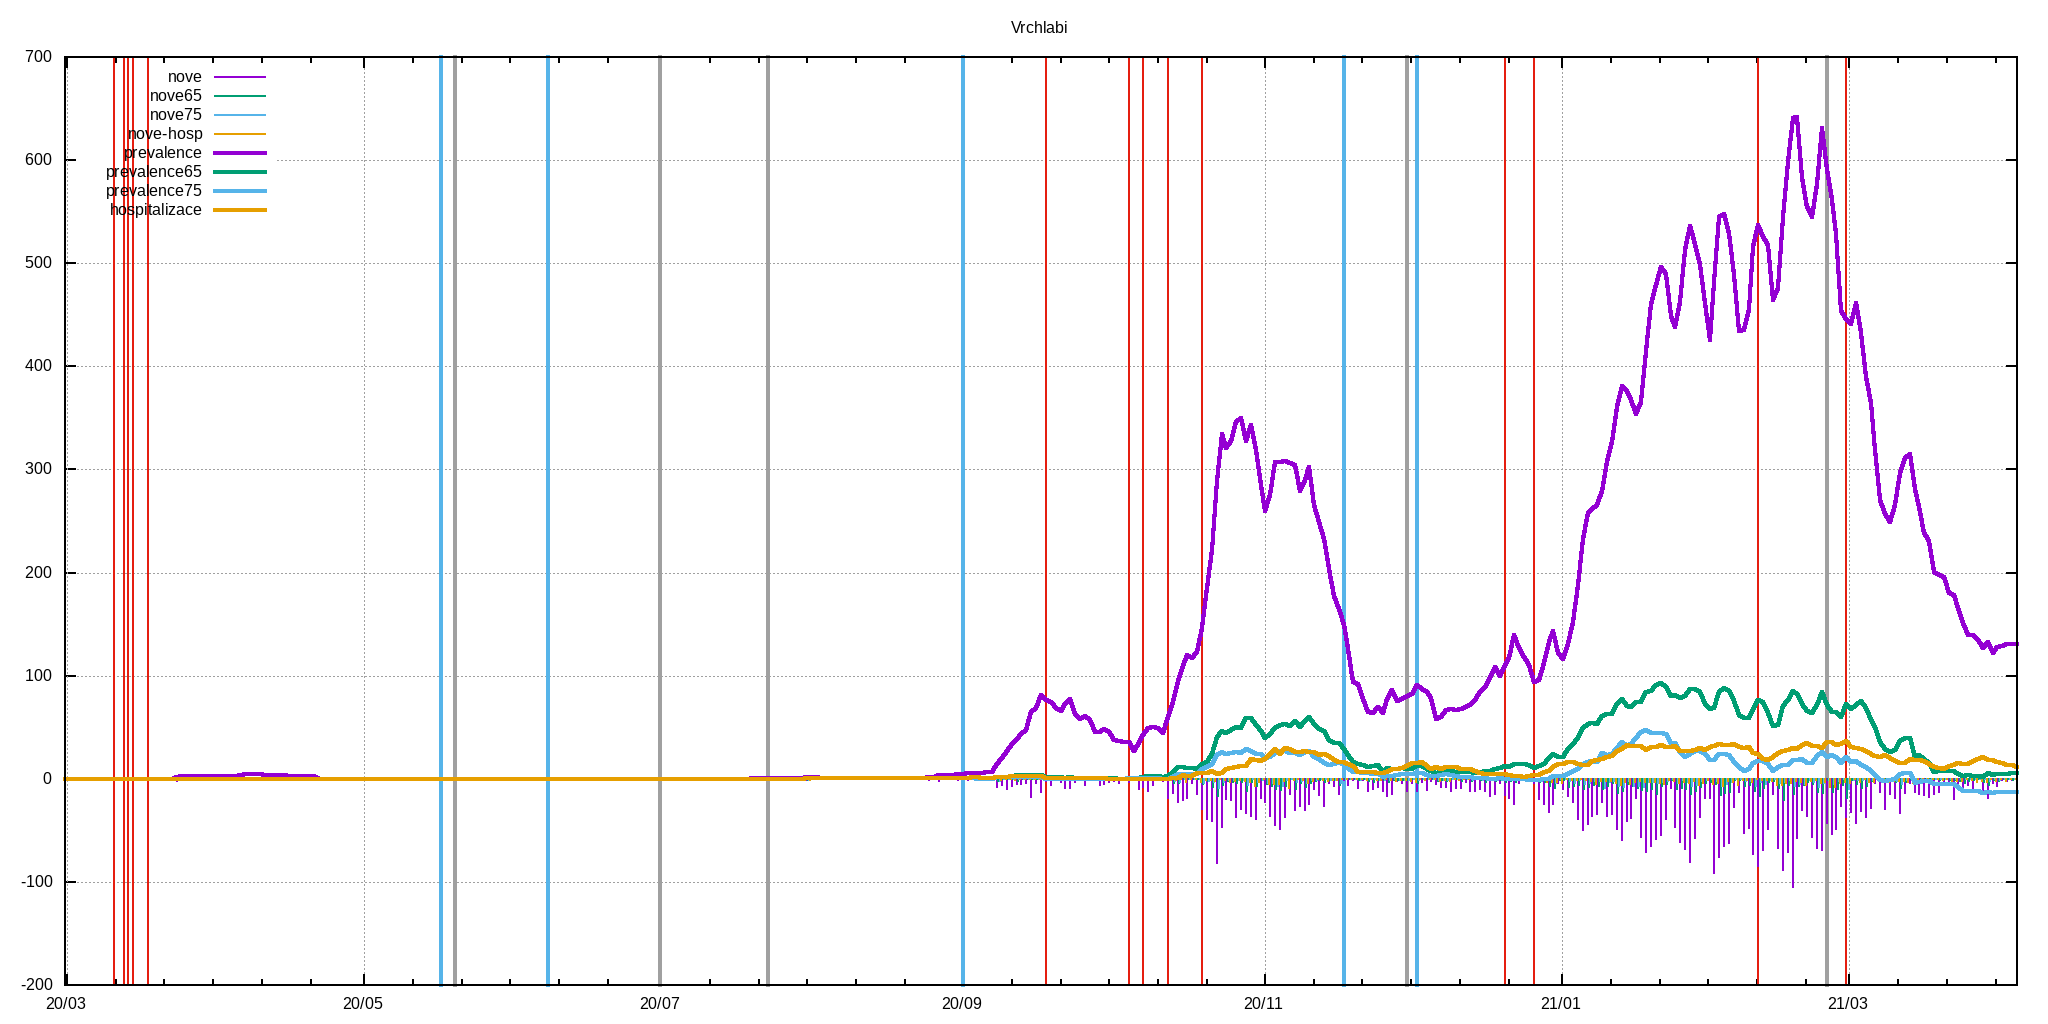 Vrchlabi
700
600
500
400
300
200
100
0
-100
-200
nove
nove65
nove75
nove-hosp
prevalence
prevalence65
prevalence75
hospitalizace
20/03 20/05 20/07 20/09 20/11 21/01 21/03